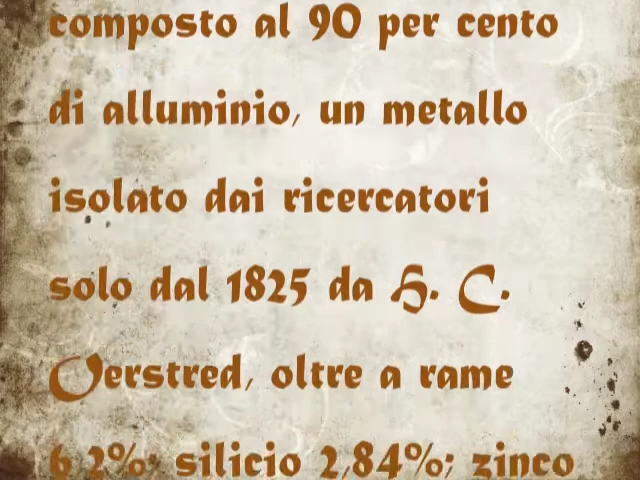 composto al 90 per cento
di alluminio, un metallo
isolato dai ricercatori
solo dal 1825 da H. C.
Oerstred, oltre a rame
6,2%; silicio 2,84%; zinco